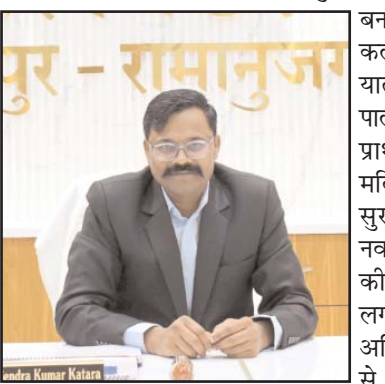 पुर – रामानुजग
endra Kumar Katara
बन
कल
यात
पाल
प्राथ
मवि
सुर
नव
की
लग
अधि
से